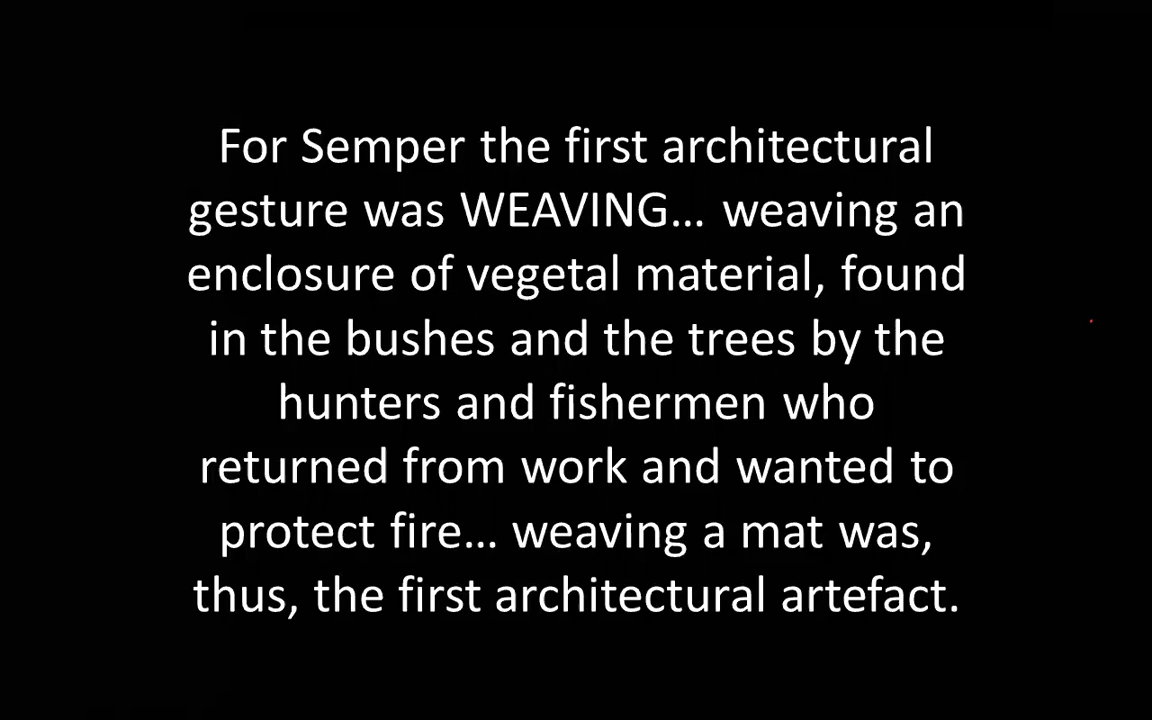 For Semper the first architectural
gesture was WEAVING... weaving an
enclosure of vegetal material, found
in the bushes and the trees by the
hunters and fishermen who
returned from work and wanted to
protect fire... weaving a mat was,
thus, the first architectural artefact.